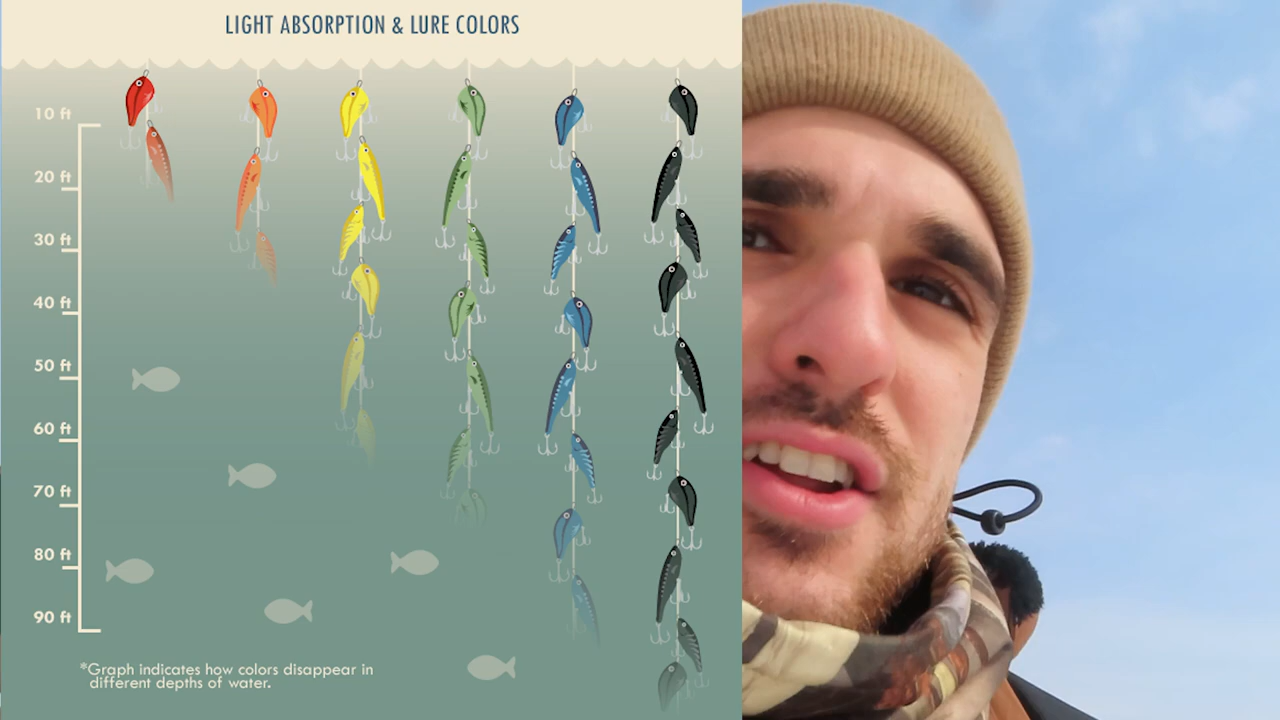 LIGHT ABSORPTION & LURE COLORS
10 ft
20 ft
30 ft
40 ft
50 ft
60 ft
70 ft
80 ft
90 ft
*Graph indicates how colors disappear in
different depths of water.